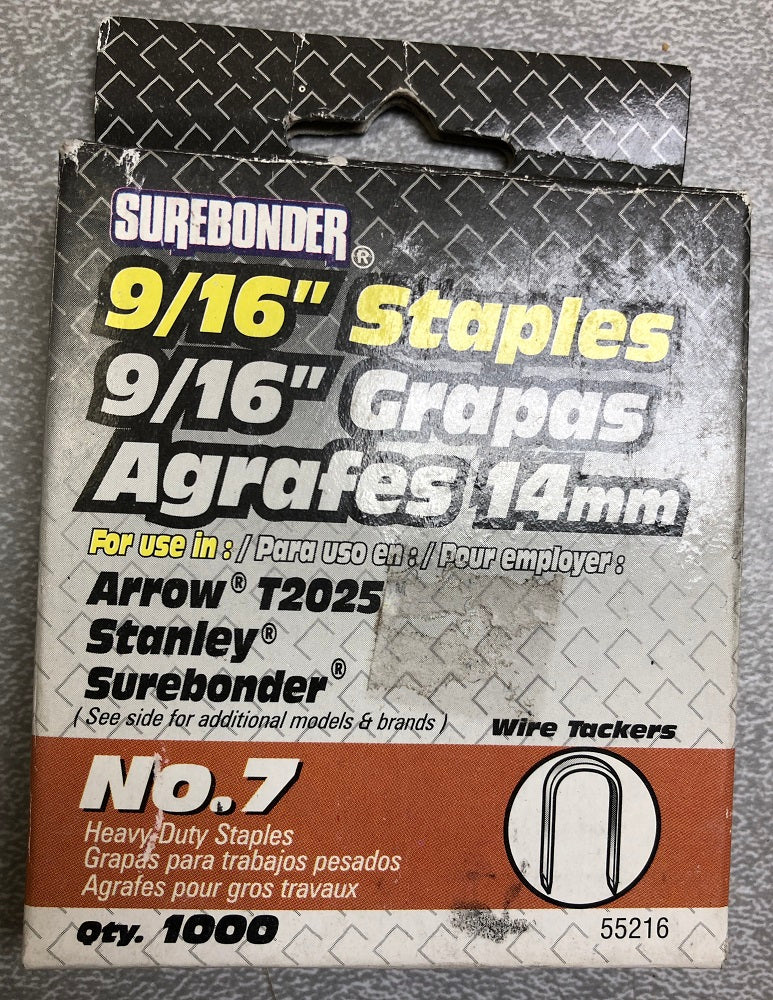 SUREBONDER®
9/16" Staples
9/16" Grapas
Agrafes 14mm
For use in : / Para uso en : / Pour employer :
Arrow® T2025
Stanley®
Surebonder®
( See side for additional models & brands )
Wire Tackers
No.7
Heavy Duty Staples
Grapas para trabajos pesados
Agrafes pour gros travaux
Qty. 1000
55216